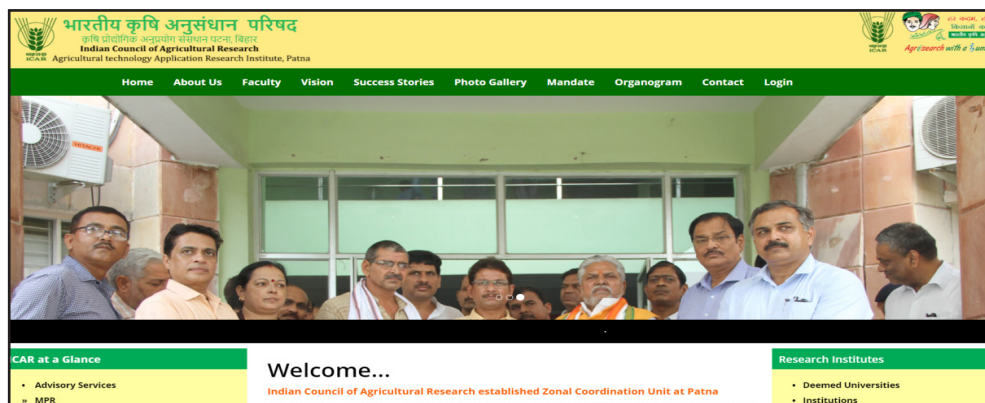 भारतीय कृषि अनुसंधान परिषद
कृषि प्रौद्योगिक अनुप्रयोग संस्थान पटना, बिहार
Indian Council of Agricultural Research
Agricultural technology Application Research Institute, Patna
ICAR
ICAR
हर कदम,
किसानों
Agrisearch with a
Home About Us Faculty Vision Success Stories Photo Gallery Mandate Organogram Contact Login
HITACHI
CAR at a Glance
Advisory Services
MPR
Welcome...
Indian Council of Agricultural Research established Zonal Coordination Unit at Patna
Research Institutes
Deemed Universities
Institutions